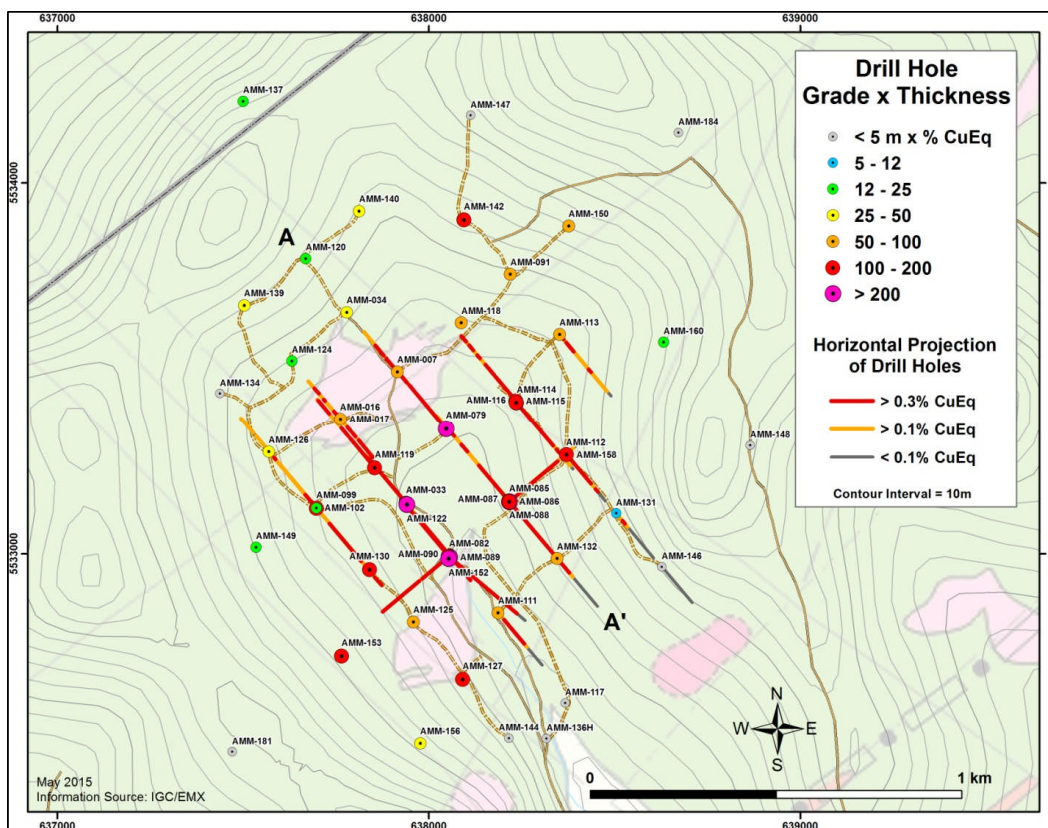 637000
638000
639000
AMM-137
AMM-147
AMM-184
Drill Hole
Grade x Thickness
< 5 m x % CuEq
5 - 12
12 - 25
25 - 50
50 - 100
100 - 200
> 200
Horizontal Projection
of Drill Holes
> 0.3% CuEq
> 0.1% CuEq
< 0.1% CuEq
Contour Interval = 10m
5534000
5534000
AMM-140
AMM-142
AMM-150
A
AMM-120
AMM-091
AMM-139
AMM-034
AMM-118
AMM-113
AMM-160
AMM-124
AMM-007
AMM-134
AMM-114
AMM-116
AMM-115
AMM-016
AMM-017
AMM-079
AMM-126
AMM-112
AMM-158
AMM-148
AMM-119
AMM-033
AMM-085
AMM-087
AMM-086
AMM-088
AMM-099
AMM-102
AMM-122
AMM-131
5533000
5533000
AMM-149
AMM-082
AMM-090
AMM-089
AMM-152
AMM-132
AMM-146
AMM-130
AMM-111
A'
AMM-125
AMM-153
AMM-127
AMM-117
AMM-156
AMM-144
AMM-136H
AMM-181
N
W E
S
0
1 km
May 2015
Information Source: IGC/EMX
637000
638000
639000